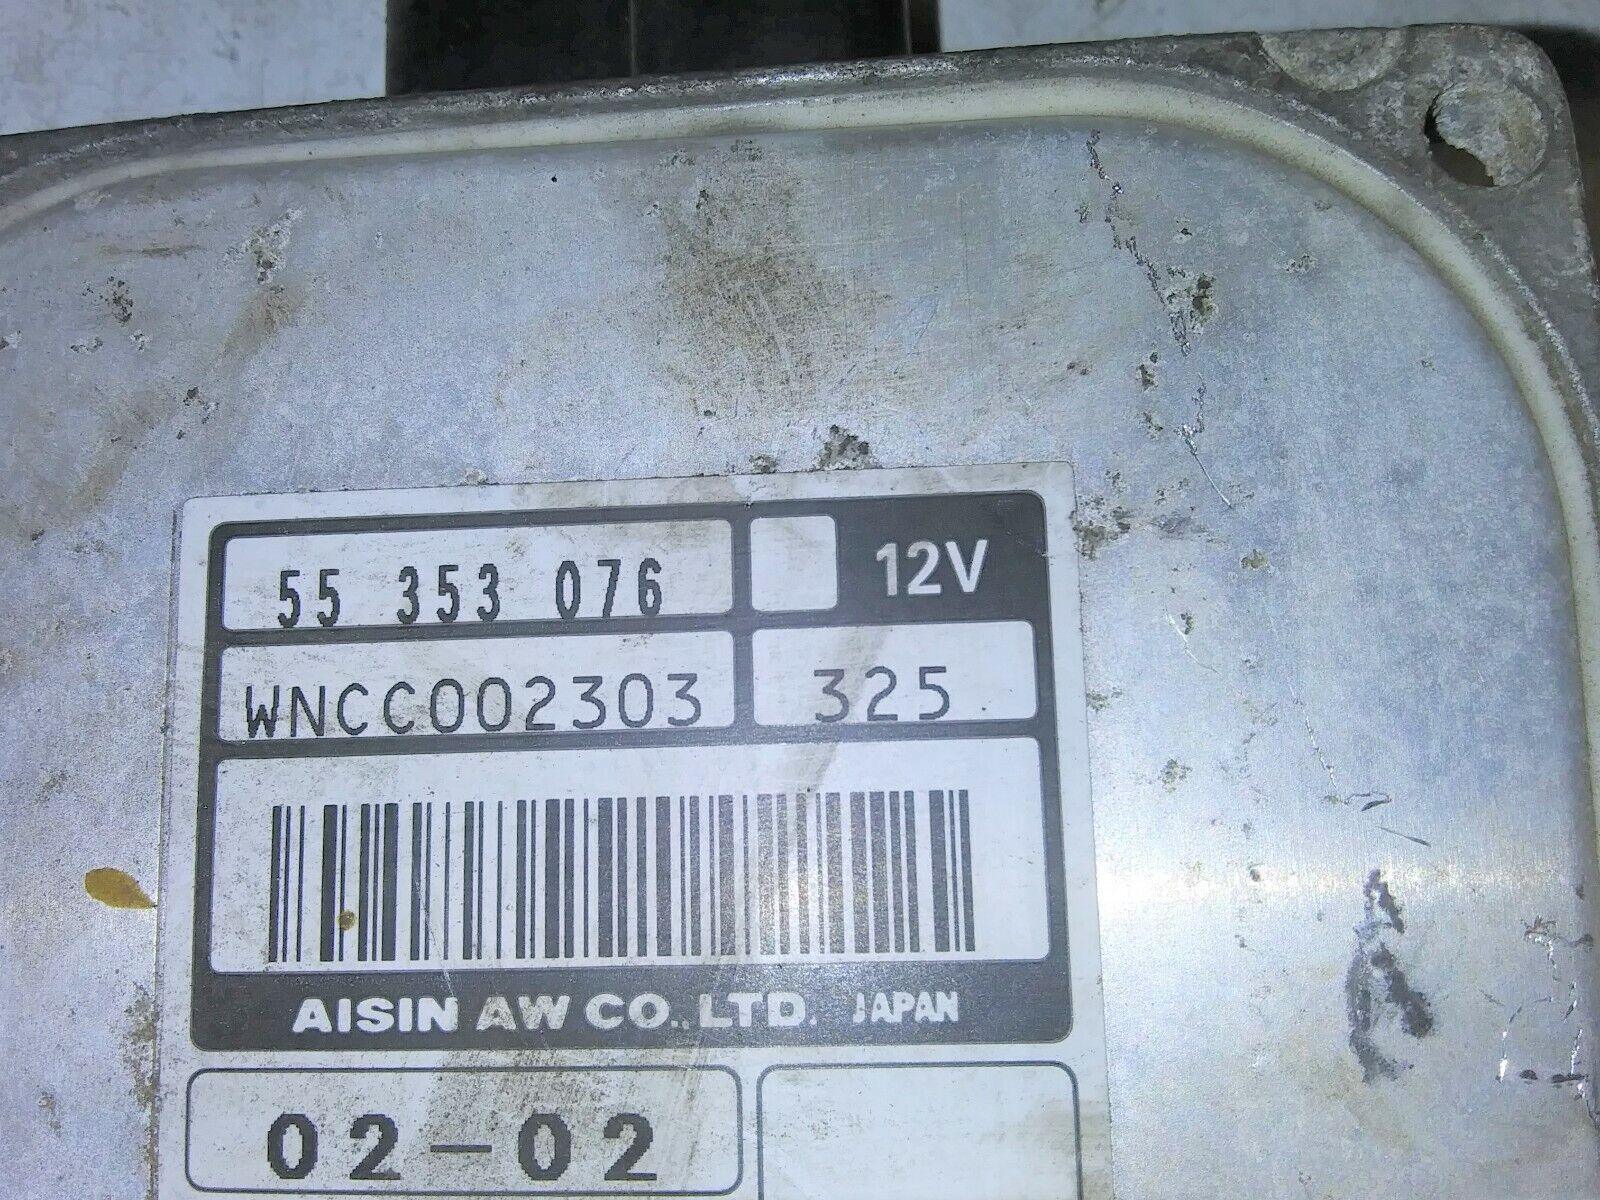 55 353 076 12V
WNCC002303 325
AISIN AW CO., LTD. JAPAN
02-02